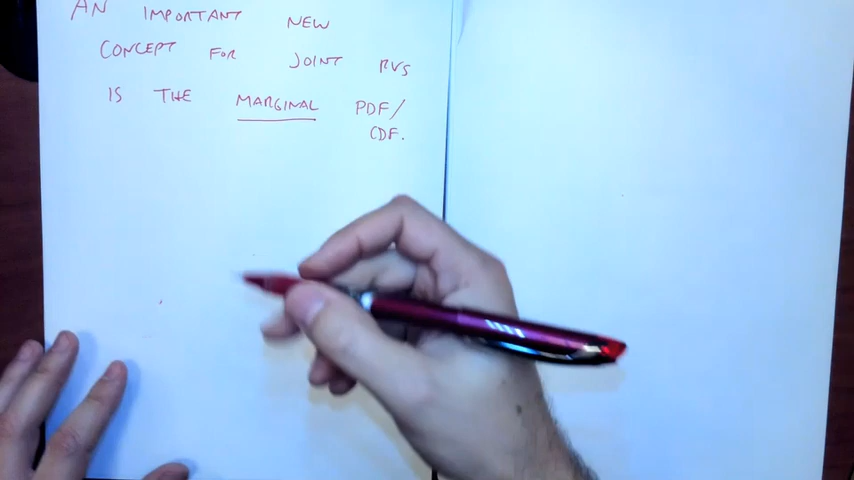 AN IMPORTANT NEW
CONCEPT FOR JOINT RVS
IS THE MARGINAL PDF/
CDF.